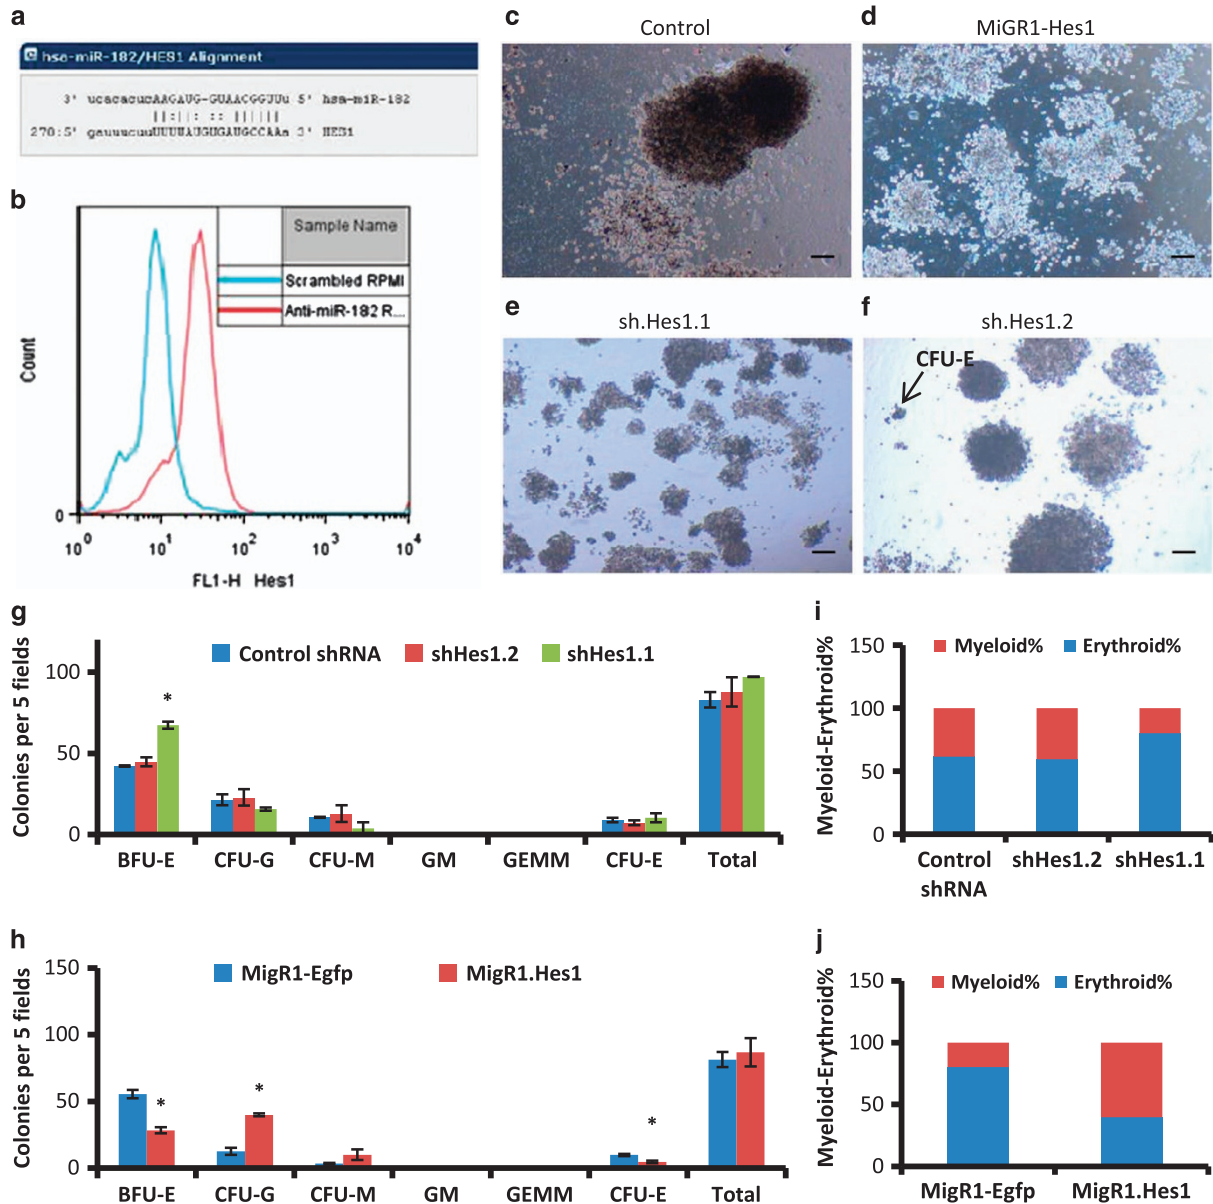 a
hsa-miR-182/HES1 Alignment
3' ucacacucAAGAUG-GUAACGGUUu 5' hsa-miR-182
||:||: :: ||||||
270:5' gauuucuuUUUUAUGUGAUGCCAAa 3' HES1
b
Sample Name
Scrambled RPMI
Anti-miR-182 R....
Count
0
10^0 10^1 10^2 10^3 10^4
FL1-H Hes1
c
Control
d
MiGR1-Hes1
e
sh.Hes1.1
f
sh.Hes1.2
CFU-E
g
Colonies per 5 fields
100
50
0
Control shRNA shHes1.2 shHes1.1
*
BFU-E CFU-G CFU-M GM GEMM CFU-E Total
i
Myeloid-Erythroid%
150
100
50
0
Myeloid% Erythroid%
Control shRNA shHes1.2 shHes1.1
h
Colonies per 5 fields
150
100
50
0
MigR1-Egfp MigR1.Hes1
* * *
BFU-E CFU-G CFU-M GM GEMM CFU-E Total
j
Myeloid-Erythroid%
150
100
50
0
Myeloid% Erythroid%
MigR1-Egfp MigR1.Hes1